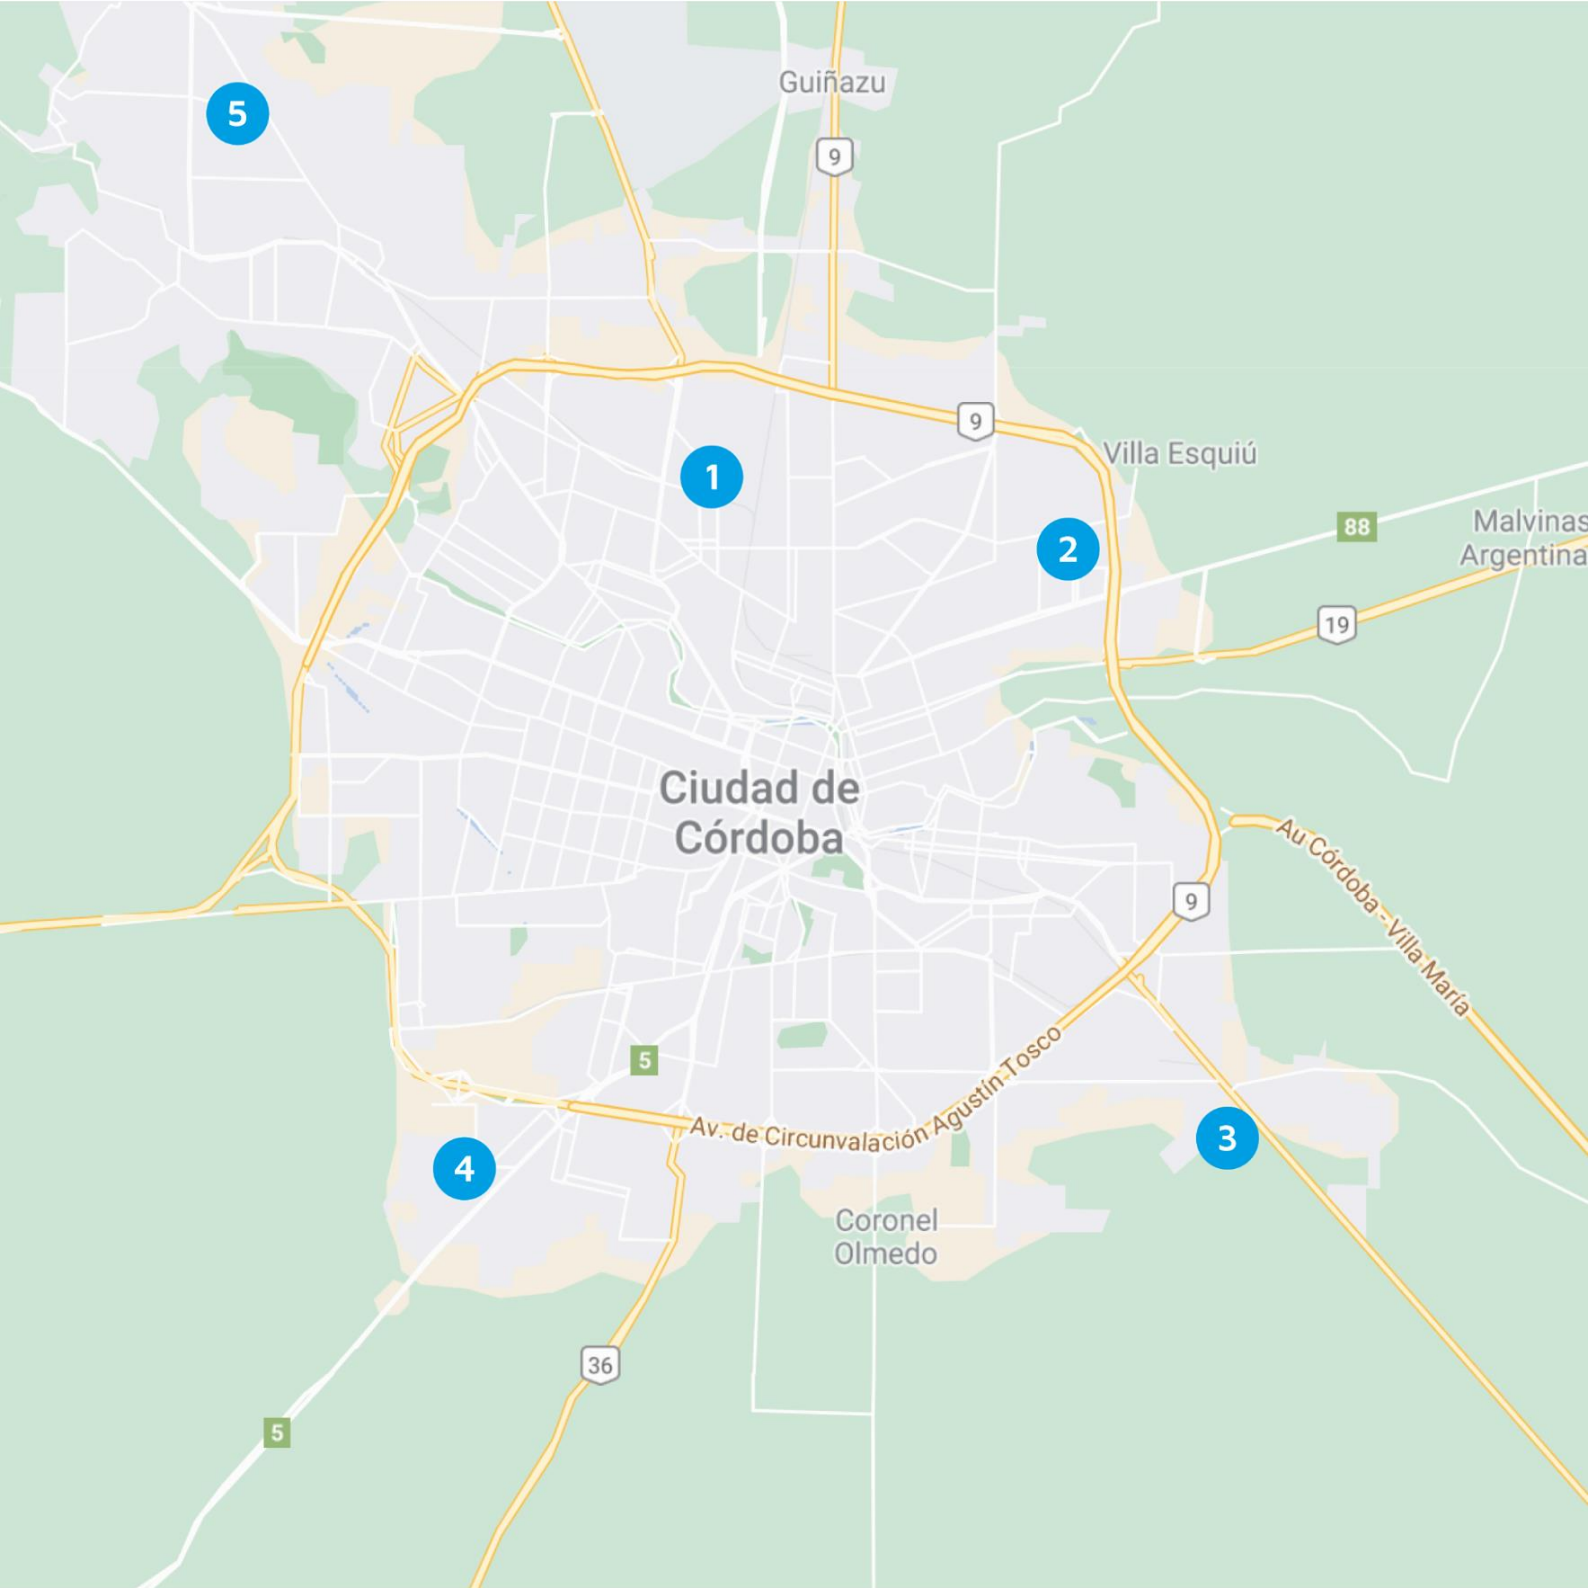 5
Guiñazu
9
9
Villa Esquiú
1
88
Malvinas
Argentina
2
19
Ciudad de
Córdoba
Au Córdoba - Villa María
9
5
Av. de Circunvalación Agustín Tosco
3
4
Coronel
Olmedo
36
5